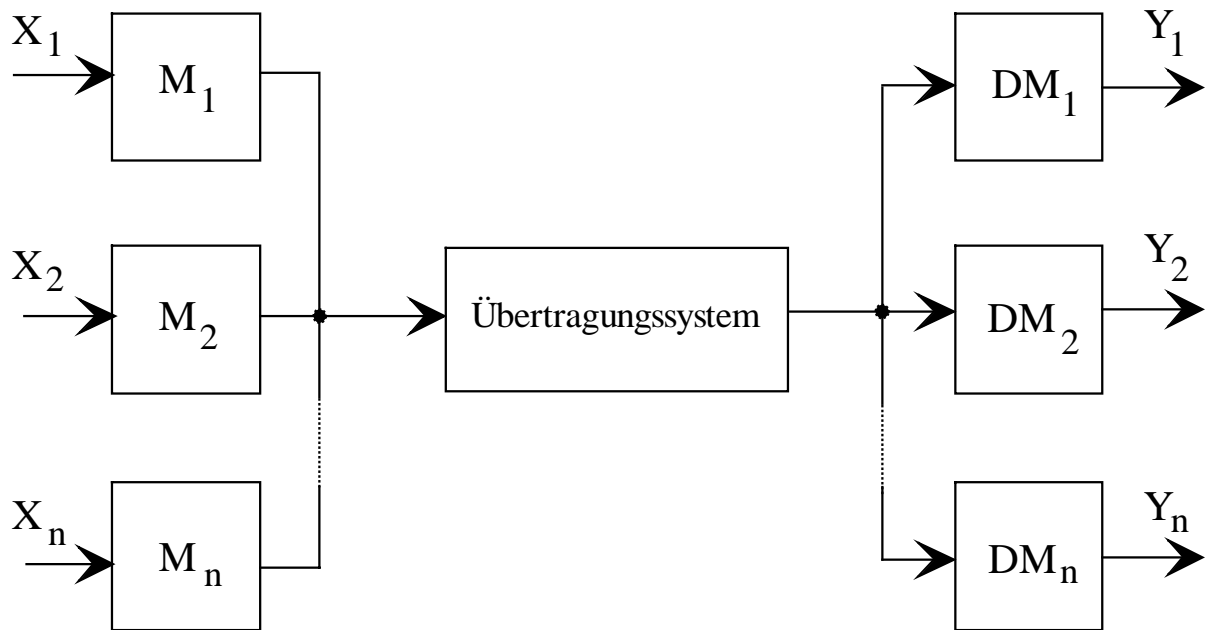 X1
M1
DM1
Y1
X2
M2
Übertragungssystem
DM2
Y2
Xn
Mn
DMn
Yn